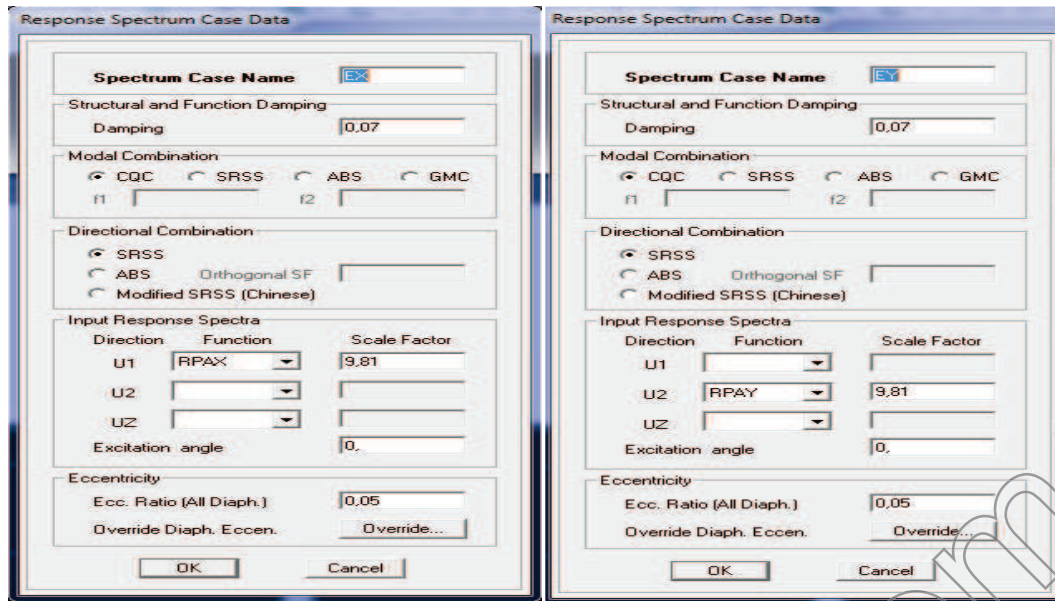 Response Spectrum Case Data
Spectrum Case Name EX
Structural and Function Damping
Damping 0,07
Modal Combination
CQC SRSS ABS GMC
f1 f2
Directional Combination
SRSS
ABS Orthogonal SF
Modified SRSS (Chinese)
Input Response Spectra
Direction Function Scale Factor
U1 RPAX 9,81
U2
UZ
Excitation angle 0,
Eccentricity
Ecc. Ratio (All Diaph.) 0,05
Override Diaph. Eccen. Override...
OK Cancel
Response Spectrum Case Data
Spectrum Case Name EY
Structural and Function Damping
Damping 0,07
Modal Combination
CQC SRSS ABS GMC
f1 f2
Directional Combination
SRSS
ABS Orthogonal SF
Modified SRSS (Chinese)
Input Response Spectra
Direction Function Scale Factor
U1
U2 RPAY 9,81
UZ
Excitation angle 0,
Eccentricity
Ecc. Ratio (All Diaph.) 0,05
Override Diaph. Eccen. Override...
OK Cancel